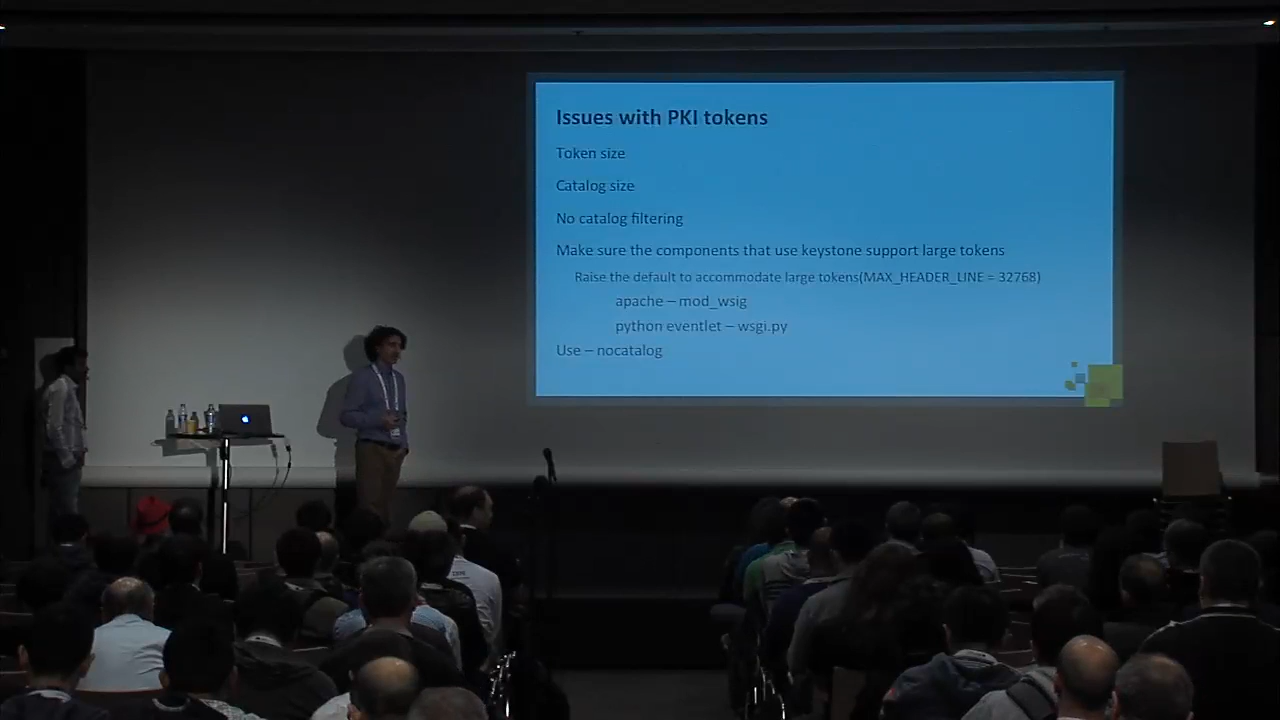 Issues with PKI tokens
Token size
Catalog size
No catalog filtering
Make sure the components that use keystone support large tokens
Raise the default to accommodate large tokens(MAX_HEADER_LINE = 32768)
apache – mod_wsig
python eventlet – wsgi.py
Use – nocatalog